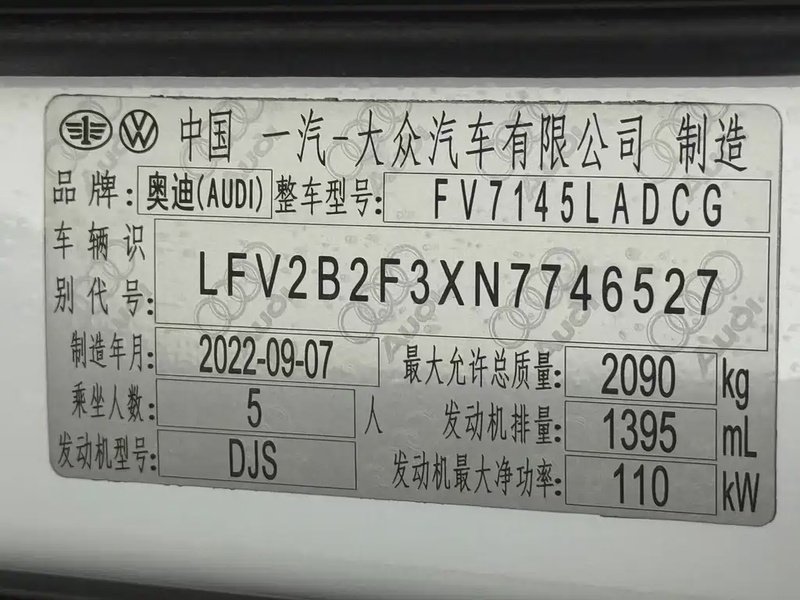 中国 一汽-大众汽车有限公司 制造
品牌: 奥迪(AUDI) 整车型号: FV7145LADCG
车辆识别代号: LFV2B2F3XN7746527
制造年月: 2022-09-07 最大允许总质量: 2090 kg
乘坐人数: 5 人 发动机排量: 1395 mL
发动机型号: DJS 发动机最大净功率: 110 kW